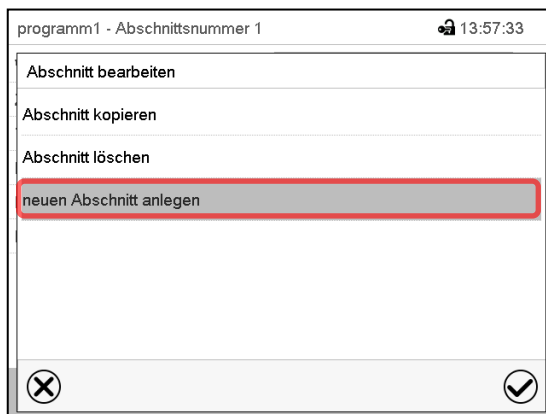 programm1 - Abschnittsnummer 1 13:57:33
Abschnitt bearbeiten
Abschnitt kopieren
Abschnitt löschen
neuen Abschnitt anlegen